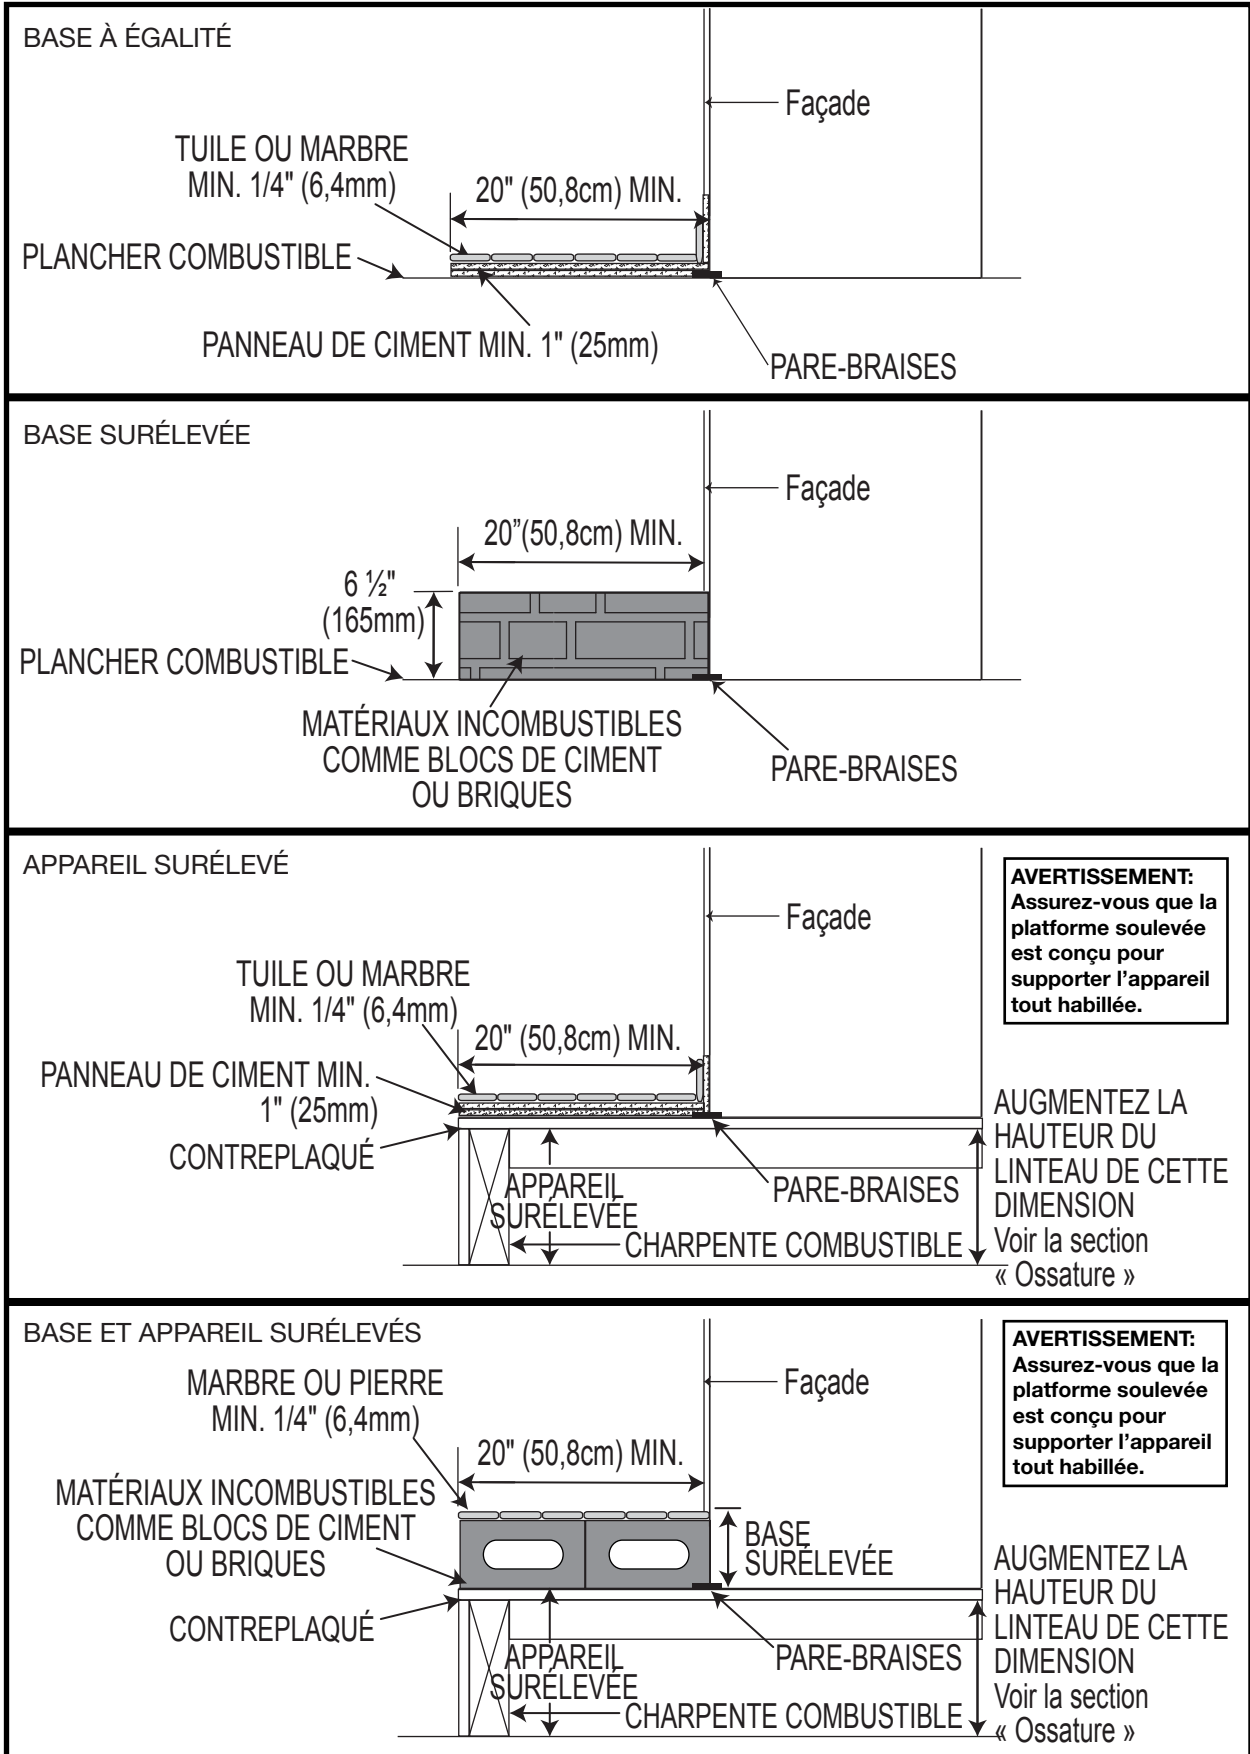 BASE À ÉGALITÉ
Façade
TUILE OU MARBRE
MIN. 1/4" (6,4mm)
20" (50,8cm) MIN.
PLANCHER COMBUSTIBLE
PANNEAU DE CIMENT MIN. 1" (25mm)
PARE-BRAISES
BASE SURÉLEVÉE
Façade
20”(50,8cm) MIN.
6 ½"
(165mm)
PLANCHER COMBUSTIBLE
MATÉRIAUX INCOMBUSTIBLES
COMME BLOCS DE CIMENT
OU BRIQUES
PARE-BRAISES
APPAREIL SURÉLEVÉ
AVERTISSEMENT:
Assurez-vous que la
platforme soulevée
est conçu pour
supporter l’appareil
tout habillée.
Façade
TUILE OU MARBRE
MIN. 1/4" (6,4mm)
20" (50,8cm) MIN.
PANNEAU DE CIMENT MIN.
1" (25mm)
CONTREPLAQUÉ
APPAREIL
SURÉLEVÉE
PARE-BRAISES
CHARPENTE COMBUSTIBLE
AUGMENTEZ LA
HAUTEUR DU
LINTEAU DE CETTE
DIMENSION
Voir la section
« Ossature »
BASE ET APPAREIL SURÉLEVÉS
AVERTISSEMENT:
Assurez-vous que la
platforme soulevée
est conçu pour
supporter l’appareil
tout habillée.
Façade
MARBRE OU PIERRE
MIN. 1/4" (6,4mm)
20" (50,8cm) MIN.
MATÉRIAUX INCOMBUSTIBLES
COMME BLOCS DE CIMENT
OU BRIQUES
BASE
SURÉLEVÉE
CONTREPLAQUÉ
APPAREIL
SURÉLEVÉE
PARE-BRAISES
CHARPENTE COMBUSTIBLE
AUGMENTEZ LA
HAUTEUR DU
LINTEAU DE CETTE
DIMENSION
Voir la section
« Ossature »